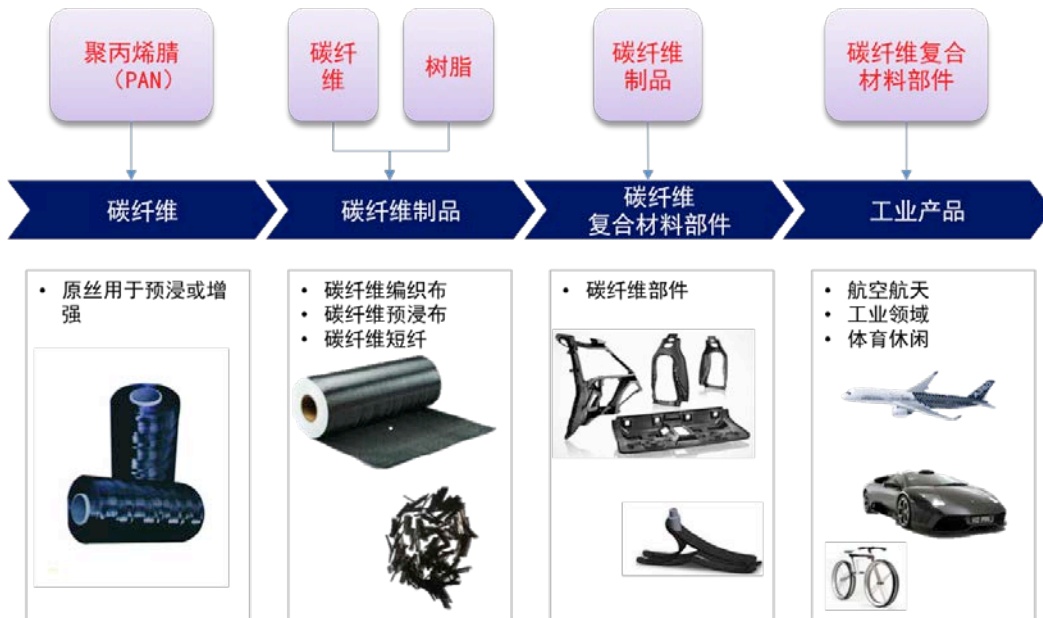 聚丙烯腈
（PAN）
碳纤
维
树脂
碳纤维
制品
碳纤维复合
材料部件
碳纤维
碳纤维制品
碳纤维
复合材料部件
工业产品
• 原丝用于预浸或增
强
• 碳纤维编织布
• 碳纤维预浸布
• 碳纤维短纤
• 碳纤维部件
• 航空航天
• 工业领域
• 体育休闲